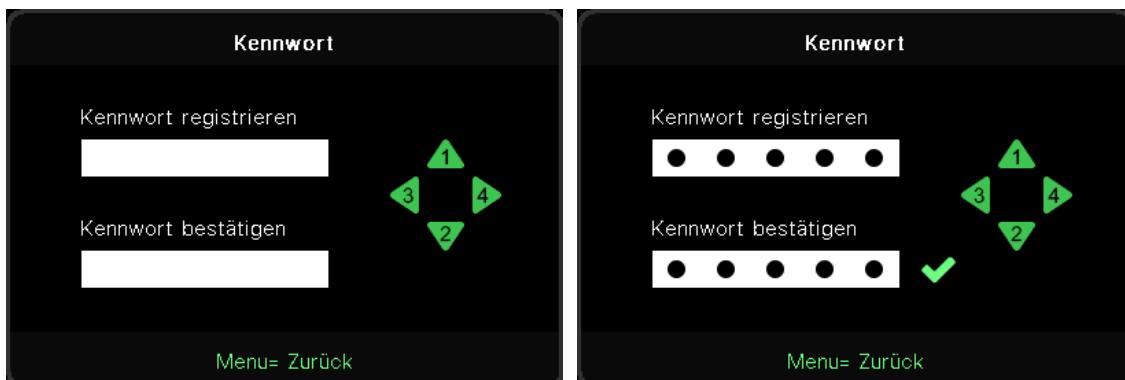 Kennwort
Kennwort registrieren
1
3 4
Kennwort bestätigen
2
Menu= Zurück
Kennwort
Kennwort registrieren
1
3 4
Kennwort bestätigen
2
Menu= Zurück